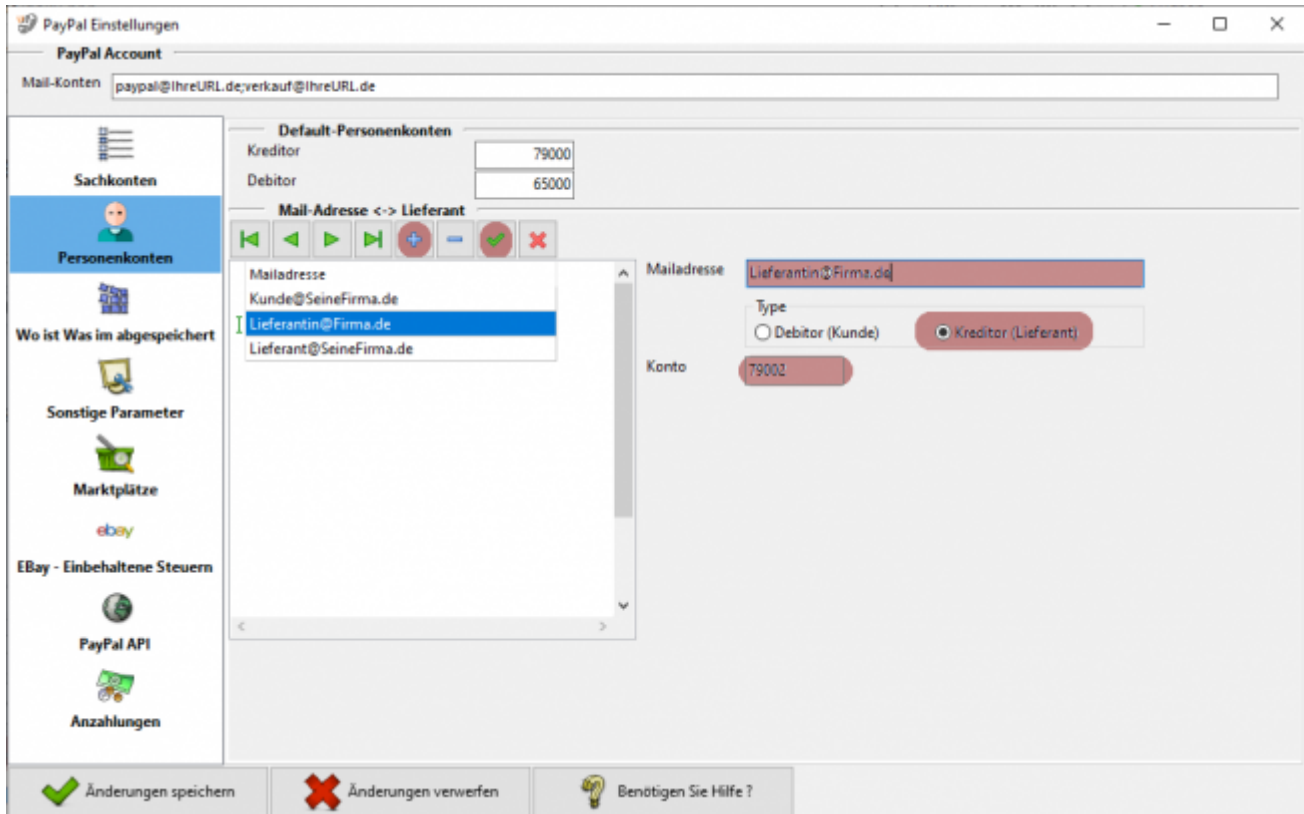 PayPal Einstellungen
PayPal Account
Mail-Konten paypal@IhreURL.de;verkauf@IhreURL.de
Sachkonten
Personenkonten
Wo ist Was im abgespeichert
Sonstige Parameter
Marktplätze
ebay
EBay - Einbehaltene Steuern
PayPal API
Anzahlungen
Default-Personenkonten
Kreditor 79000
Debitor 65000
Mail-Adresse <-> Lieferant
Mailadresse
Kunde@SeineFirma.de
Lieferantin@Firma.de
Lieferant@SeineFirma.de
Mailadresse Lieferantin@Firma.de
Type
Debitor (Kunde) Kreditor (Lieferant)
Konto 79002
Änderungen speichern Änderungen verwerfen Benötigen Sie Hilfe ?